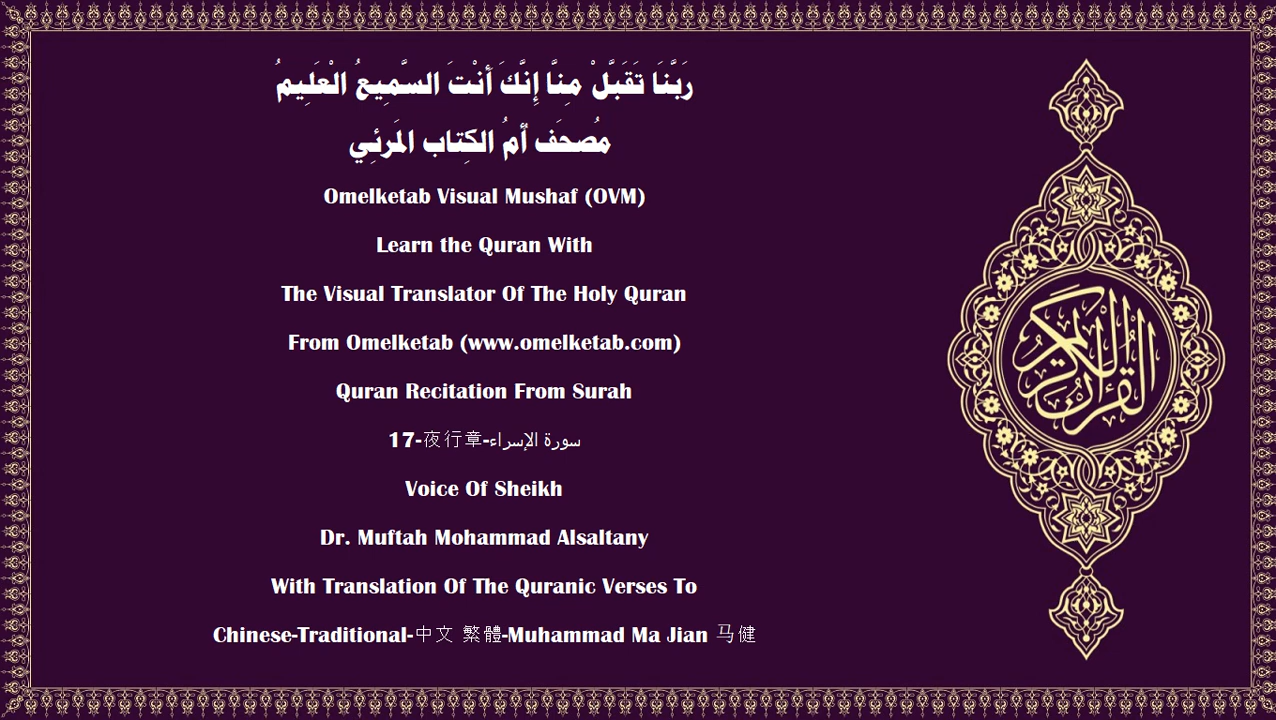 رَبَّنَا تَقَبَّلْ مِنَّا إِنَّكَ أَنْتَ السَّمِيعُ الْعَلِيمُ
مُصحَف أمُ الكِتاب المَرئِي
Omelketab Visual Mushaf (OVM)
Learn the Quran With
The Visual Translator Of The Holy Quran
From Omelketab (www.omelketab.com)
Quran Recitation From Surah
17-夜行章-سورة الإسراء
Voice Of Sheikh
Dr. Muftah Mohammad Alsaltany
With Translation Of The Quranic Verses To
Chinese-Traditional-中文 繁體-Muhammad Ma Jian 马健
القرآن الكريم